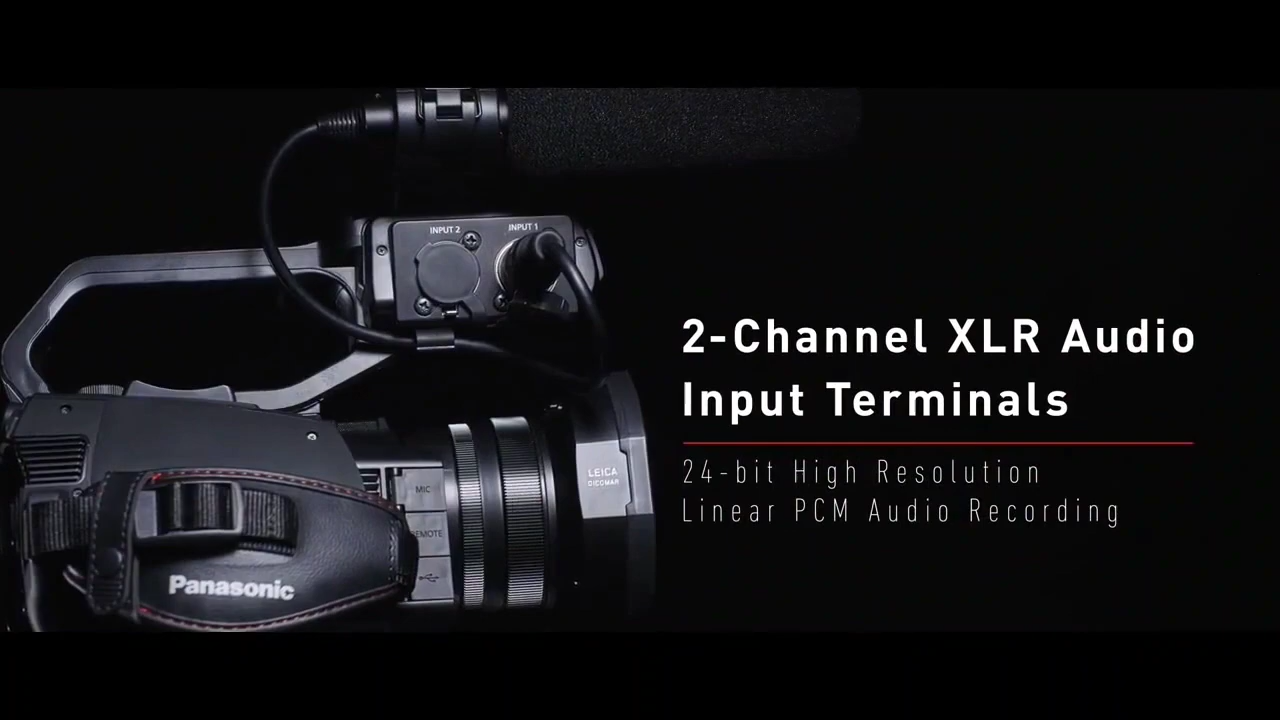 INPUT 2
INPUT 1
2-Channel XLR Audio
Input Terminals
24-bit High Resolution
Linear PCM Audio Recording
LEICA
DICOMAR
MIC
REMOTE
Panasonic